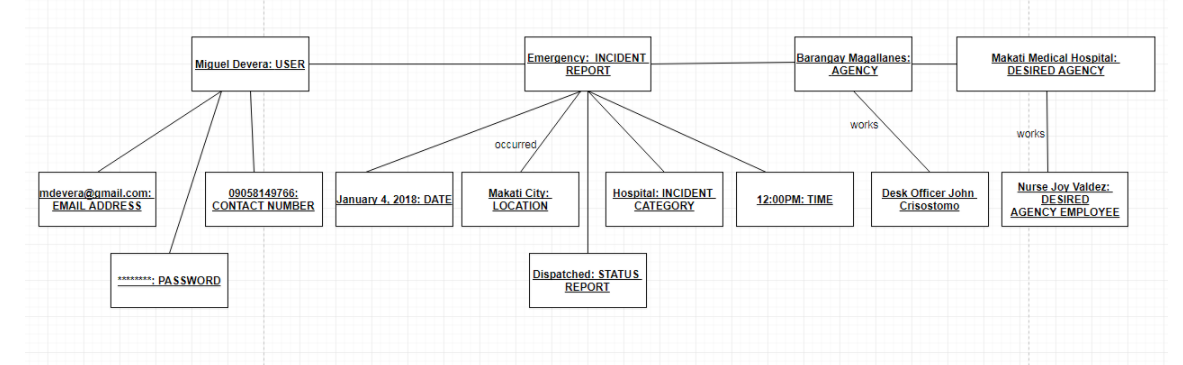 Miguel Devera: USER
Emergency: INCIDENT
REPORT
Barangay Magallanes:
AGENCY
Makati Medical Hospital:
DESIRED AGENCY
occurred
works
works
mdevera@gmail.com:
EMAIL ADDRESS
09058149766:
CONTACT NUMBER
January 4, 2018: DATE
Makati City:
LOCATION
Hospital: INCIDENT
CATEGORY
12:00PM: TIME
Desk Officer John
Crisostomo
Nurse Joy Valdez:
DESIRED
AGENCY EMPLOYEE
********: PASSWORD
Dispatched: STATUS
REPORT